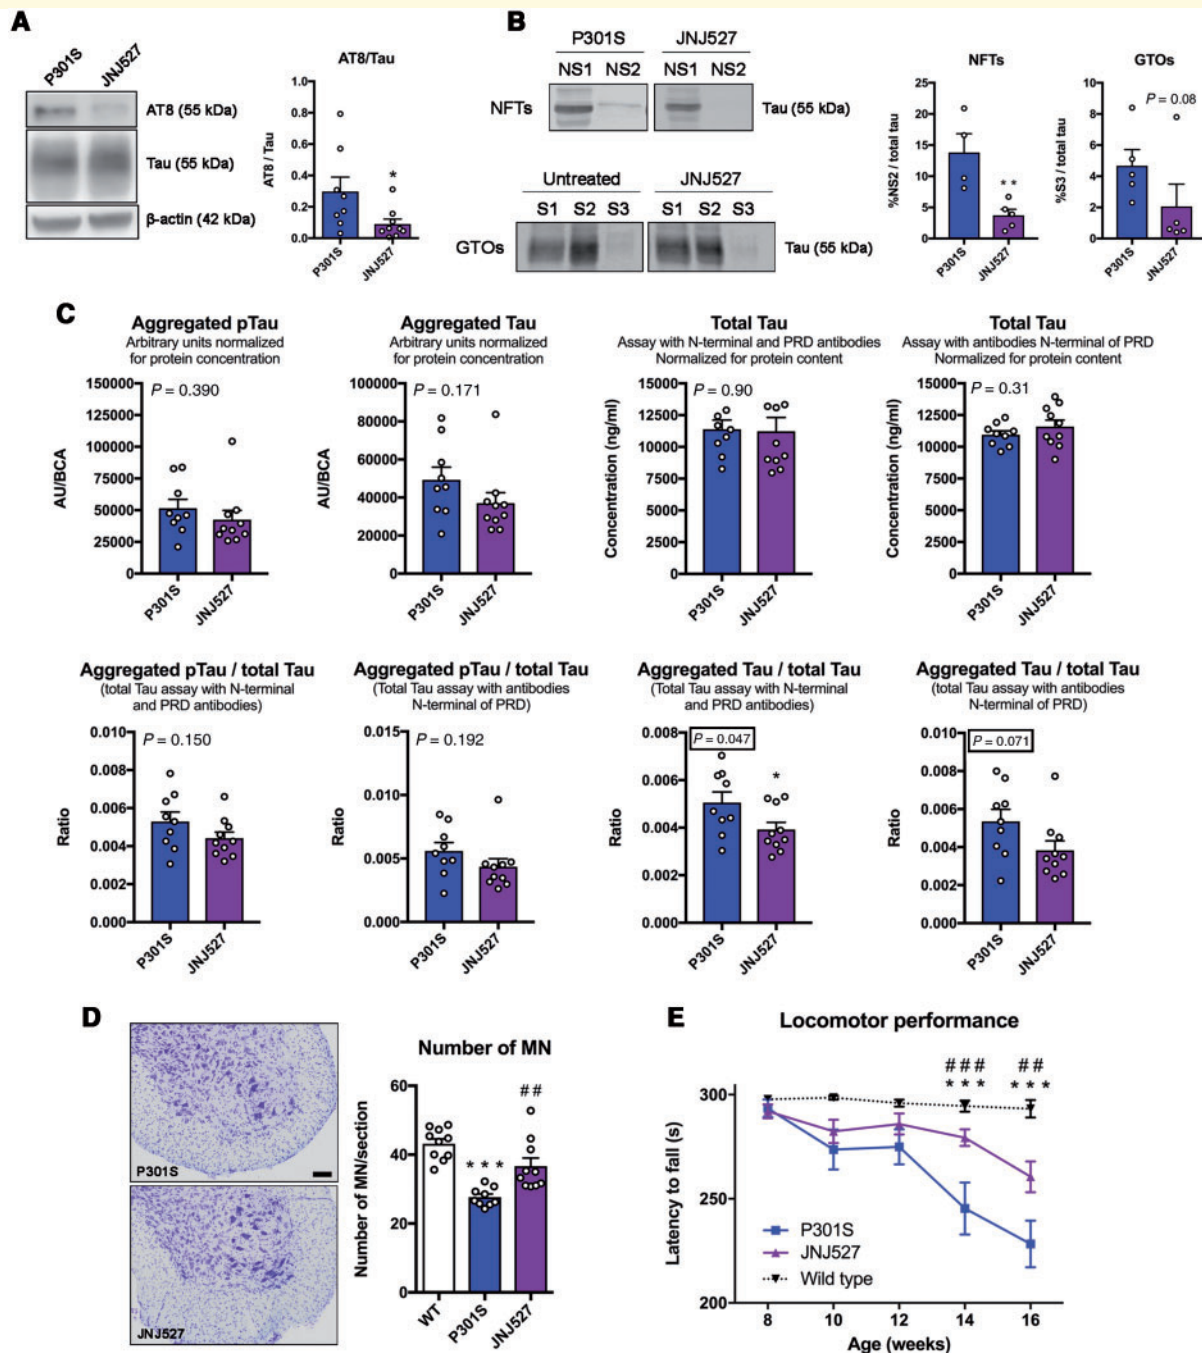 A
P301S
JNJ527
AT8 (55 kDa)
Tau (55 kDa)
β-actin (42 kDa)
AT8/Tau
AT8 / Tau
1.0
0.8
0.6
0.4
0.2
0.0
*
P301S
JNJ527
B
P301S
JNJ527
NS1 NS2
NS1 NS2
NFTs
Tau (55 kDa)
Untreated
JNJ527
S1 S2 S3
S1 S2 S3
GTOs
Tau (55 kDa)
NFTs
%NS2 / total tau
25
20
15
10
5
0
**
P301S
JNJ527
GTOs
P = 0.08
%S3 / total tau
10
8
6
4
2
0
P301S
JNJ527
C
Aggregated pTau
Arbitrary units normalized
for protein concentration
P = 0.390
AU/BCA
150000
125000
100000
75000
50000
25000
0
P301S
JNJ527
Aggregated Tau
Arbitrary units normalized
for protein concentration
P = 0.171
AU/BCA
100000
80000
60000
40000
20000
0
P301S
JNJ527
Total Tau
Assay with N-terminal and PRD antibodies
Normalized for protein content
P = 0.90
Concentration (ng/ml)
15000
12500
10000
7500
5000
2500
0
P301S
JNJ527
Total Tau
Assay with antibodies N-terminal of PRD
Normalized for protein content
P = 0.31
Concentration (ng/ml)
15000
12500
10000
7500
5000
2500
0
P301S
JNJ527
Aggregated pTau / total Tau
(total Tau assay with N-terminal
and PRD antibodies)
P = 0.150
Ratio
0.010
0.008
0.006
0.004
0.002
0.000
P301S
JNJ527
Aggregated pTau / total Tau
(Total Tau assay with antibodies
N-terminal of PRD)
P = 0.192
Ratio
0.015
0.010
0.005
0.000
P301S
JNJ527
Aggregated Tau / total Tau
(Total Tau assay with N-terminal
and PRD antibodies)
P = 0.047
*
Ratio
0.008
0.006
0.004
0.002
0.000
P301S
JNJ527
Aggregated Tau / total Tau
(total Tau assay with antibodies
N-terminal of PRD)
P = 0.071
Ratio
0.010
0.008
0.006
0.004
0.002
0.000
P301S
JNJ527
D
P301S
JNJ527
Number of MN
Number of MN/section
60
40
20
0
***
##
WT
P301S
JNJ527
E
Locomotor performance
### ##
*** ***
Latency to fall (s)
300
250
200
P301S
JNJ527
Wild type
8 10 12 14 16
Age (weeks)